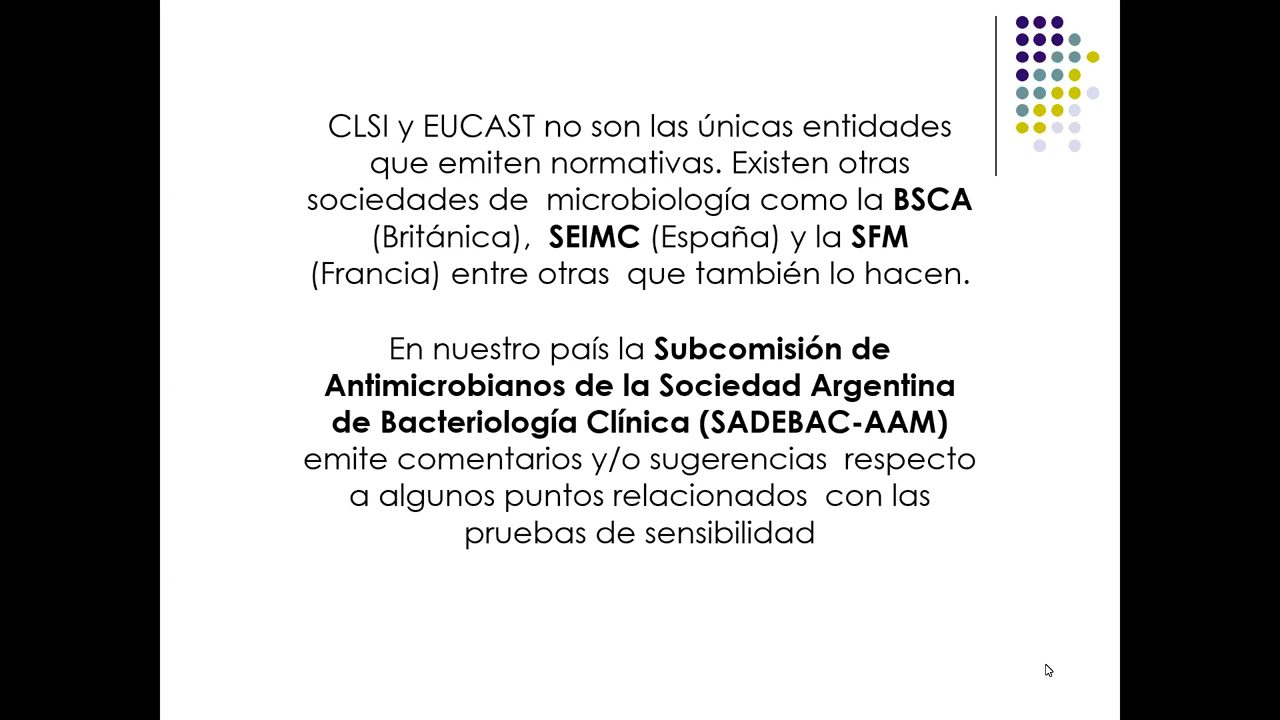 CLSI y EUCAST no son las únicas entidades
que emiten normativas. Existen otras
sociedades de microbiología como la BSCA
(Británica), SEIMC (España) y la SFM
(Francia) entre otras que también lo hacen.
En nuestro país la Subcomisión de
Antimicrobianos de la Sociedad Argentina
de Bacteriología Clínica (SADEBAC-AAM)
emite comentarios y/o sugerencias respecto
a algunos puntos relacionados con las
pruebas de sensibilidad